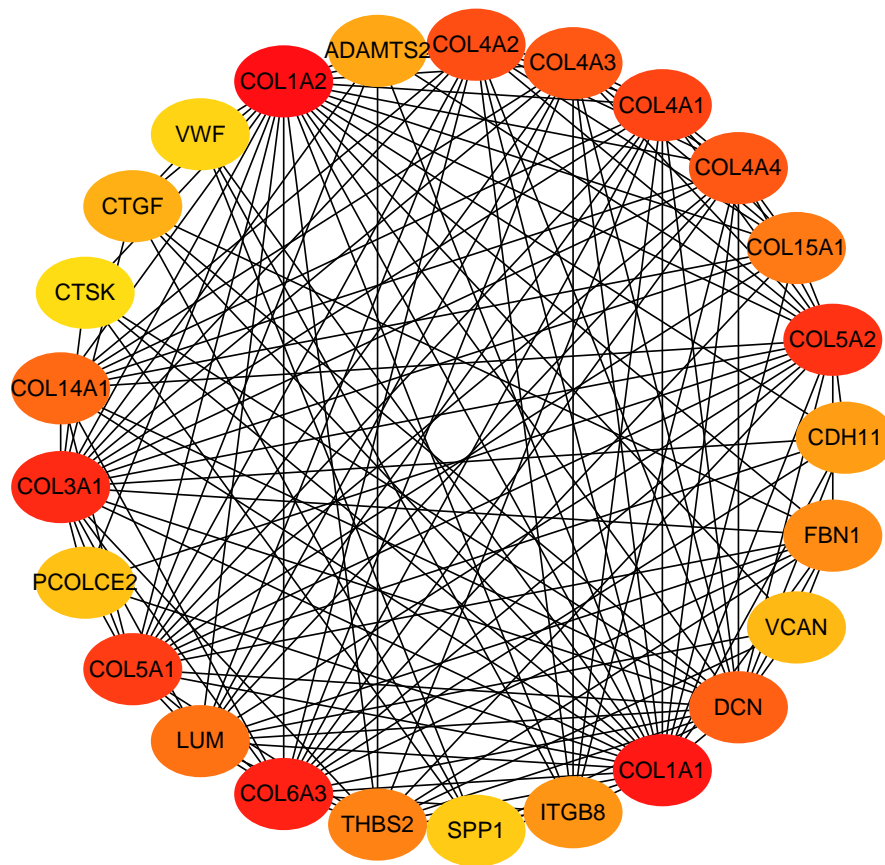 ADAMTS2
COL4A2
COL4A3
COL1A2
COL4A1
VWF
COL4A4
CTGF
COL15A1
CTSK
COL5A2
COL14A1
CDH11
COL3A1
FBN1
PCOLCE2
VCAN
COL5A1
DCN
LUM
COL1A1
COL6A3
THBS2
SPP1
ITGB8